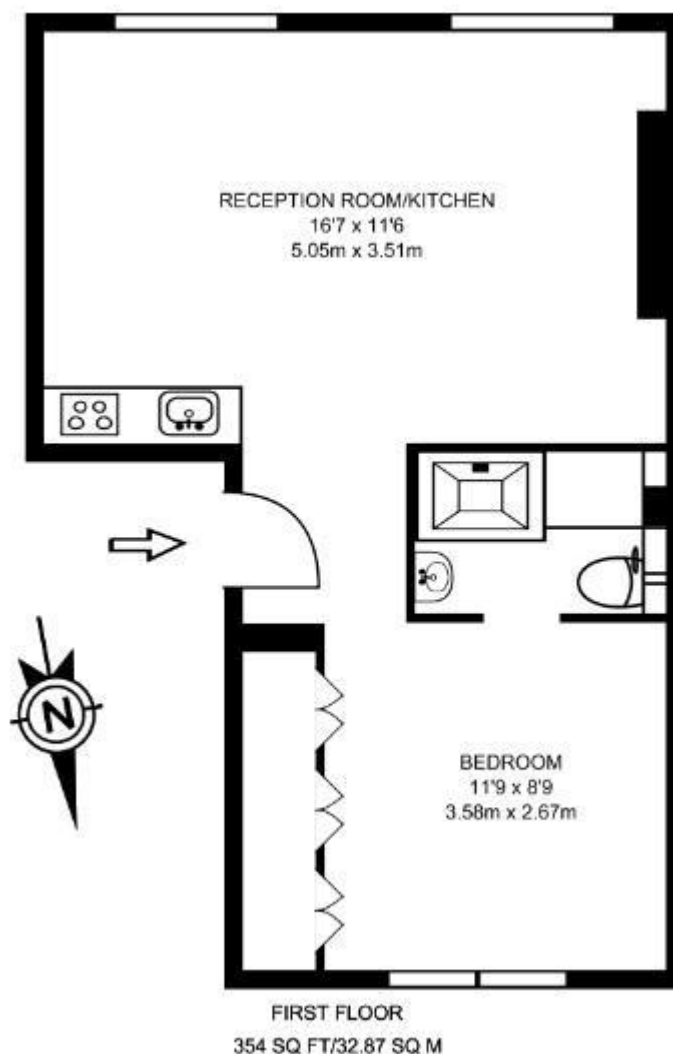 RECEPTION ROOM/KITCHEN
16'7 x 11'6
5.05m x 3.51m
N
BEDROOM
11'9 x 8'9
3.58m x 2.67m
FIRST FLOOR
354 SQ FT/32.87 SQ M